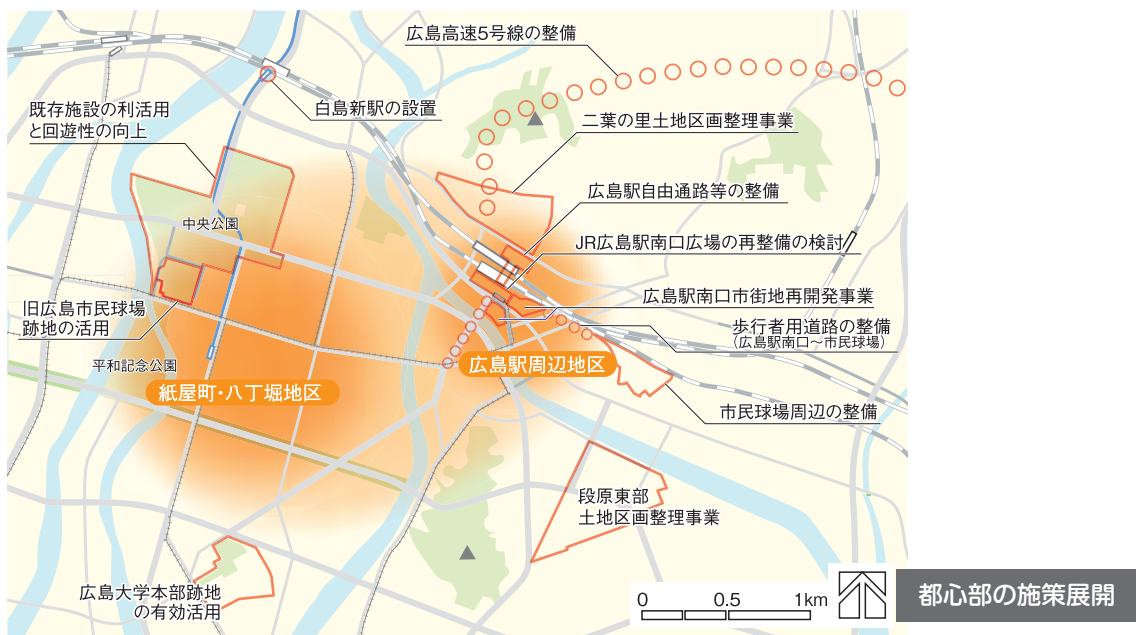 広島高速5号線の整備
既存施設の利活用
と回遊性の向上
白島新駅の設置
二葉の里土地区画整理事業
広島駅自由通路等の整備
中央公園
JR広島駅南口広場の再整備の検討
広島駅南口市街地再開発事業
旧広島市民球場
跡地の活用
歩行者用道路の整備
(広島駅南口~市民球場)
平和記念公園
広島駅周辺地区
紙屋町・八丁堀地区
市民球場周辺の整備
段原東部
土地区画整理事業
広島大学本部跡地
の有効活用
0 0.5 1km
都心部の施策展開